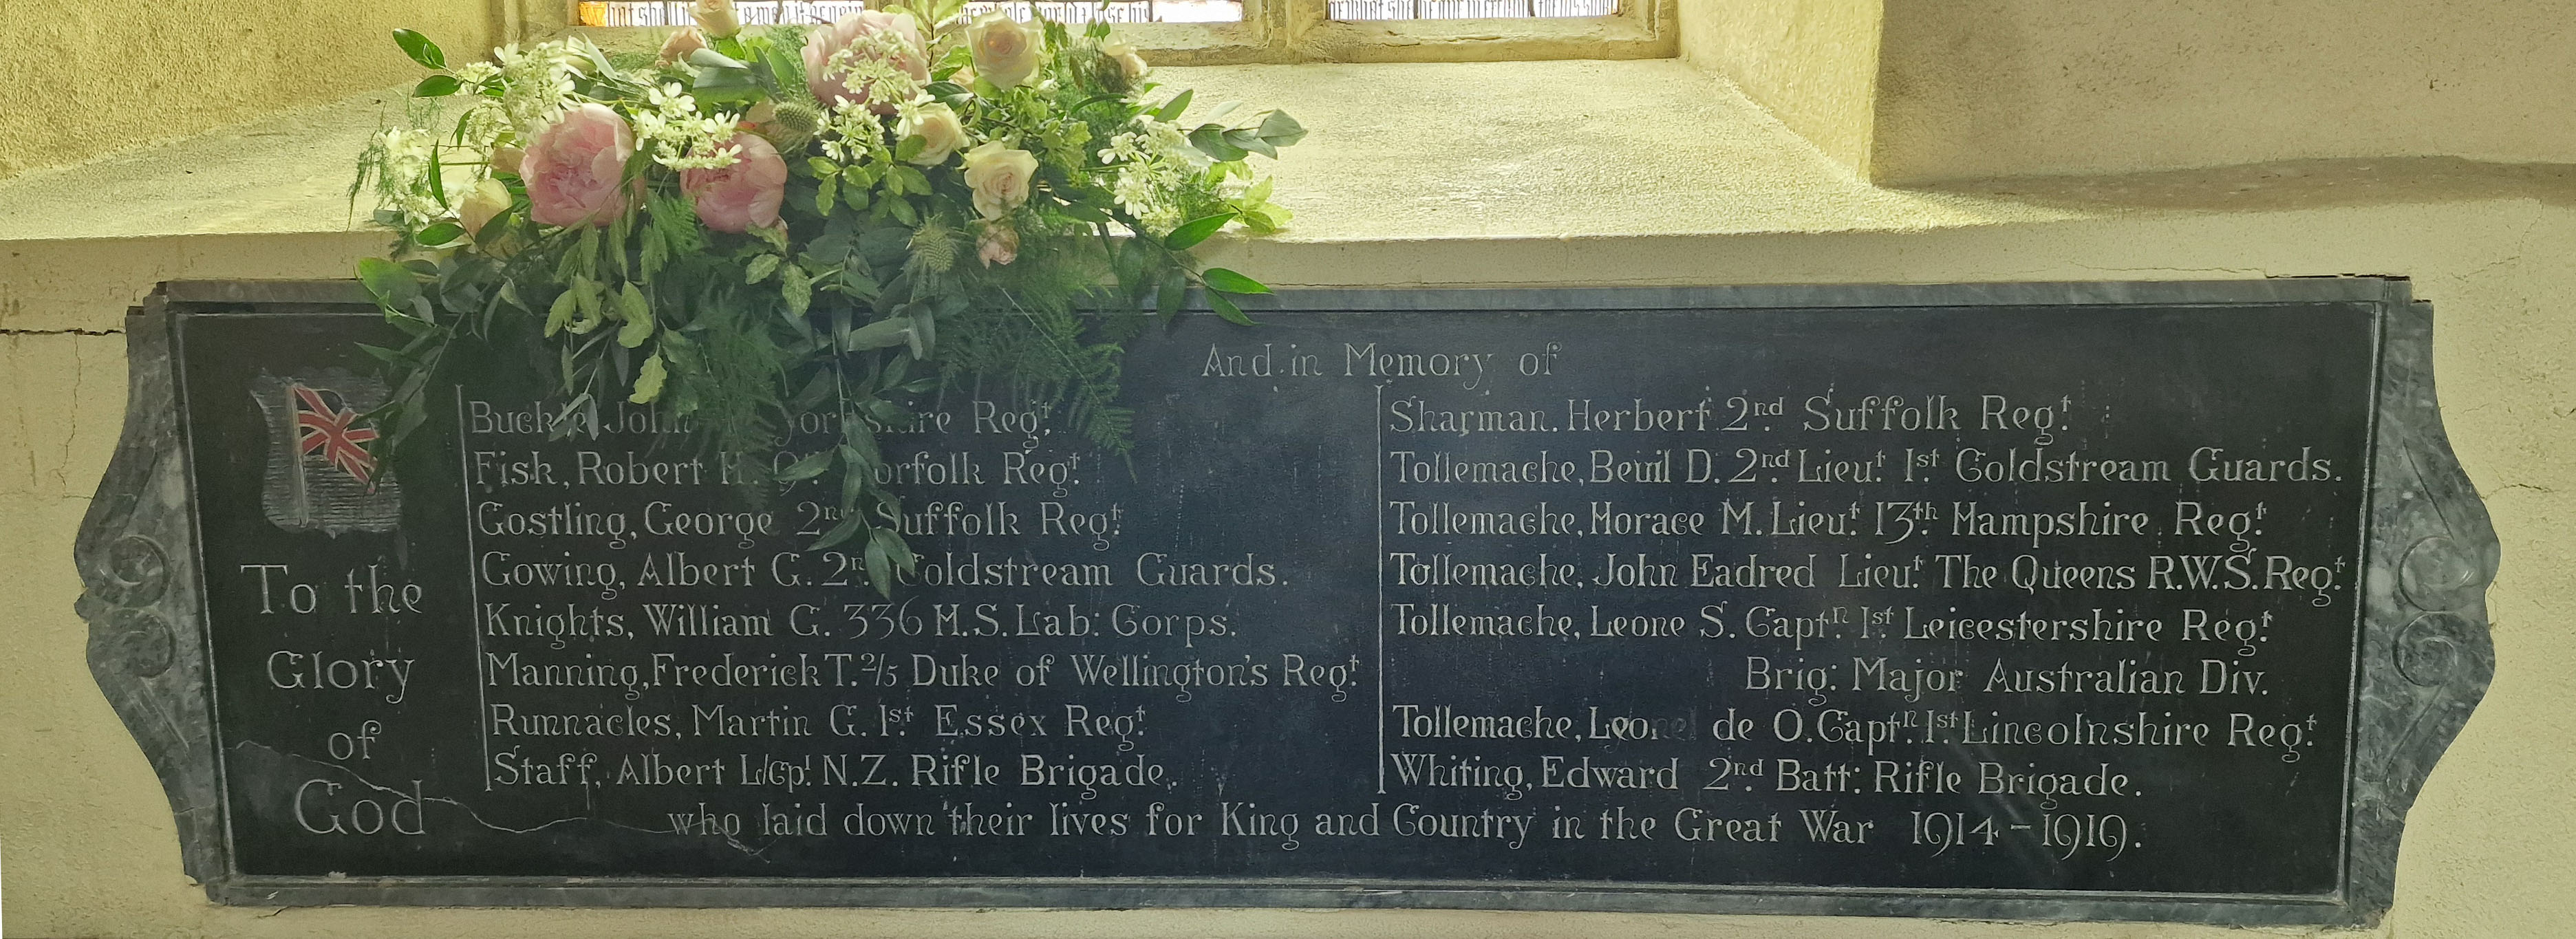 To the
Glory
of
God
And in Memory of
John Reg.t
Fisk, Robert Reg.t
Gostling, George 2nd Suffolk Reg.t
Gowing, Albert G. 2nd Coldstream Guards.
Knights, William G. 336 H.S. Lab: Corps.
Manning, Frederick T. 2/5 Duke of Wellington's Reg.t
Runnacles, Martin G. 1st Essex Reg.t
Staff, Albert L/Cpl. N.Z. Rifle Brigade.
Sharman. Herbert 2nd Suffolk Reg.t
Tollemache, Bevil D. 2nd Lieu.t 1st Coldstream Guards.
Tollemache, Horace M. Lieu.t 13th Hampshire Reg.t
Tollemache, John Eadred Lieu.t The Queens R.W.S. Reg.t
Tollemache, Leone S. Capt.n 1st Leicestershire Reg.t
Brig: Major Australian Div.
Tollemache, de O. Capt.n 1st Lincolnshire Reg.t
Whiting, Edward 2nd Batt: Rifle Brigade.
who laid down their lives for King and Country in the Great War 1914-1919.